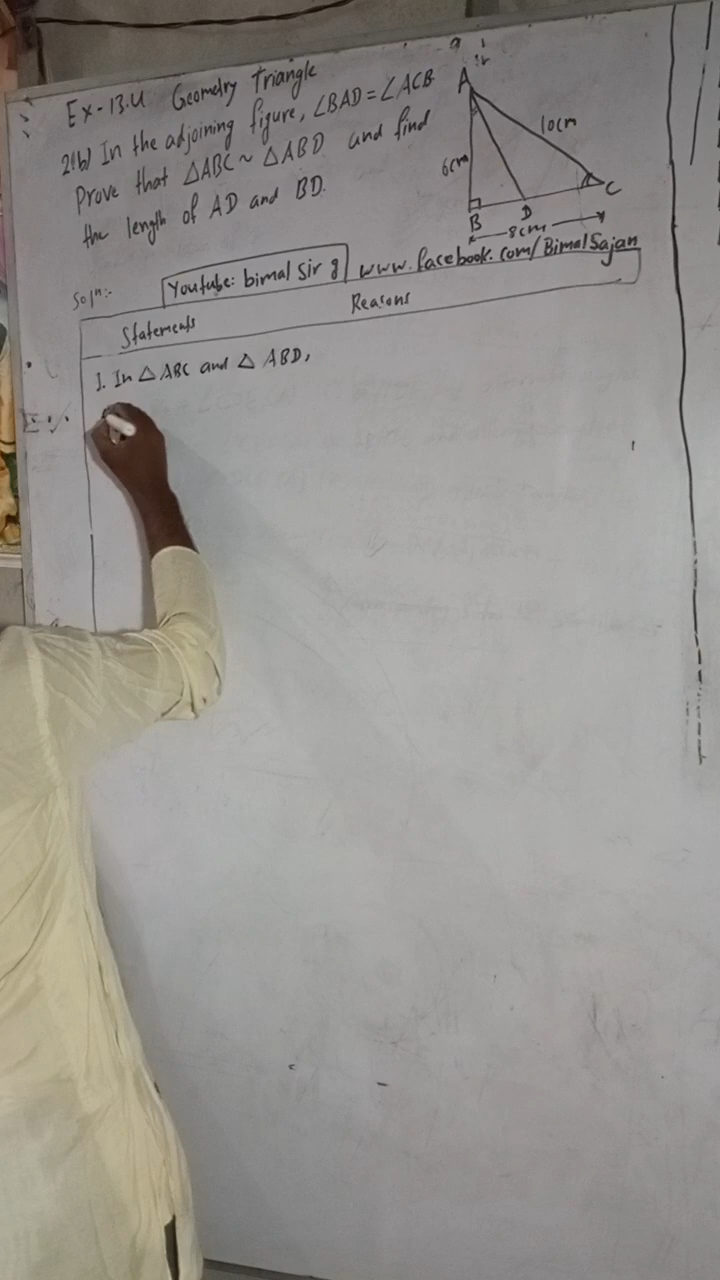 Ex-13.4 Geometry Triangle
2(b) In the adjoining figure, ∠BAD = ∠ACB
Prove that △ABC ~ △ABD and find
the length of AD and BD.
A
10cm
6cm
C
B
D
8cm
Solⁿ:-
Youtube: bimal sir g
www.facebook.com/BimalSajan
Statements
Reasons
1. In △ ABC and △ ABD,